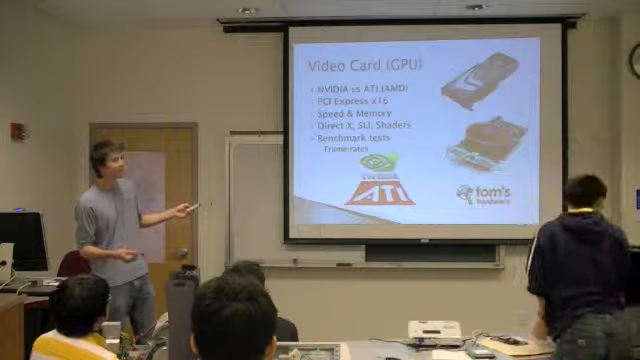 Video Card (GPU)
NVIDIA vs ATI (AMD)
PCI Express x16
Speed & Memory
Direct X, SLI, Shaders
Benchmark tests
Frame rates
ATI
tom's
hardware